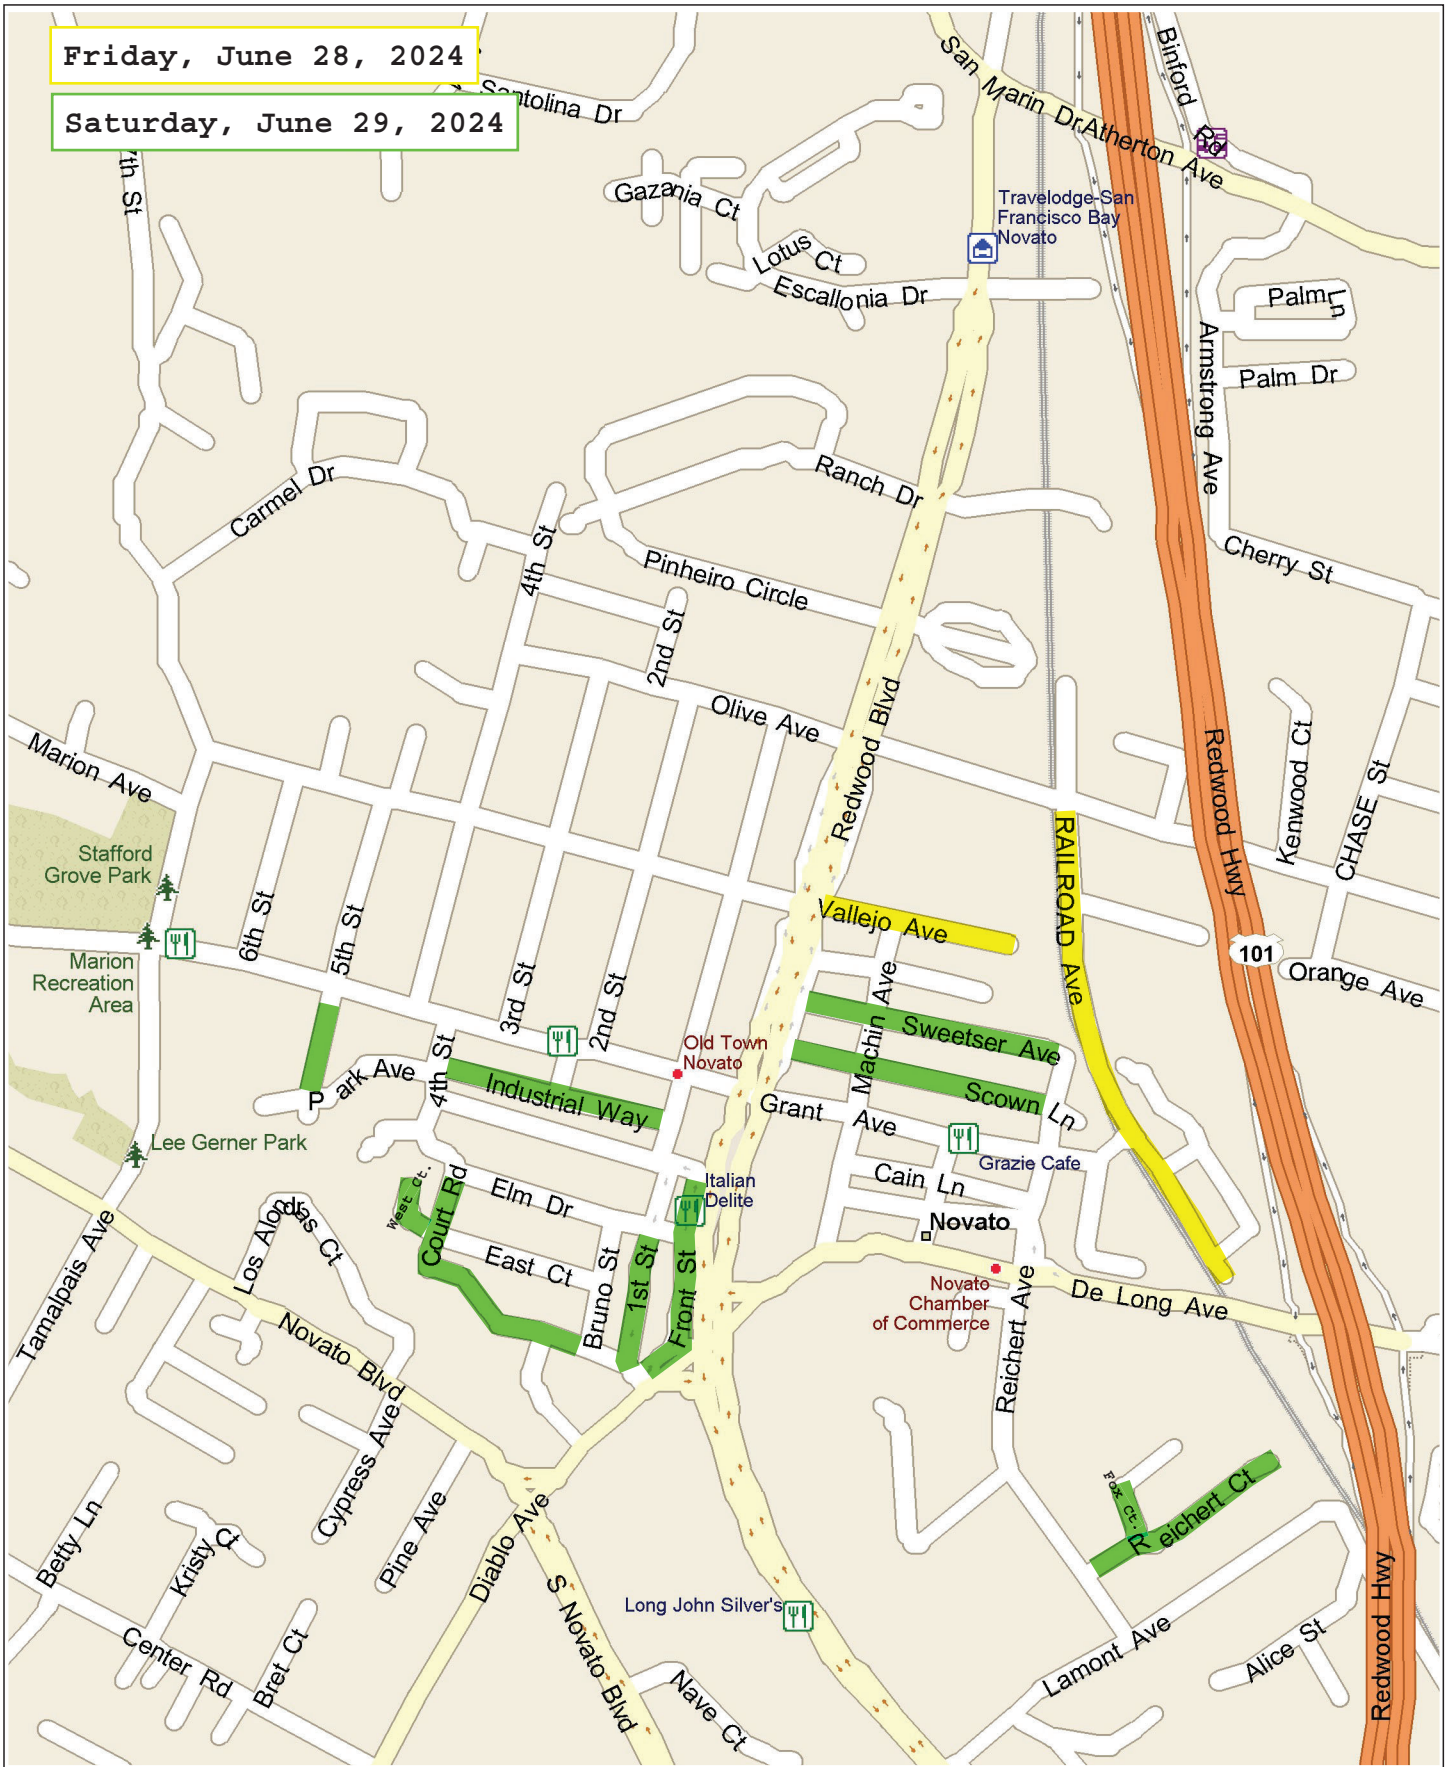 Friday, June 28, 2024
Saturday, June 29, 2024
Santolina Dr
7th St
San Marin Dr
Atherton Ave
Binford Rd
Gazania Ct
Lotus Ct
Escallonia Dr
Travelodge-San
Francisco Bay
Novato
Palm Ln
Palm Dr
Armstrong Ave
Carmel Dr
Ranch Dr
4th St
Pinheiro Circle
Cherry St
2nd St
Olive Ave
Redwood Blvd
Redwood Hwy
Kenwood Ct
CHASE St
Marion Ave
Stafford
Grove Park
RAILROAD Ave
Vallejo Ave
6th St
5th St
101
Orange Ave
Marion
Recreation
Area
3rd St
2nd St
Machin Ave
Sweetser Ave
Old Town
Novato
Park Ave
4th St
Industrial Way
Scown Ln
Grant Ave
Lee Gerner Park
Grazie Cafe
West Ct.
Court Rd
Elm Dr
Italian
Delite
Cain Ln
Novato
Los Alondras Ct
East Ct
Bruno St
1st St
Front St
Tamalpais Ave
Novato
Chamber
of Commerce
Reichert Ave
De Long Ave
Novato Blvd
Cypress Ave
Pine Ave
Diablo Ave
Fox Ct.
Reichert Ct
Betty Ln
Kristy Ct
S Novato Blvd
Long John Silver's
Redwood Hwy
Center Rd
Bret Ct
Nave Ct
Lamont Ave
Alice St